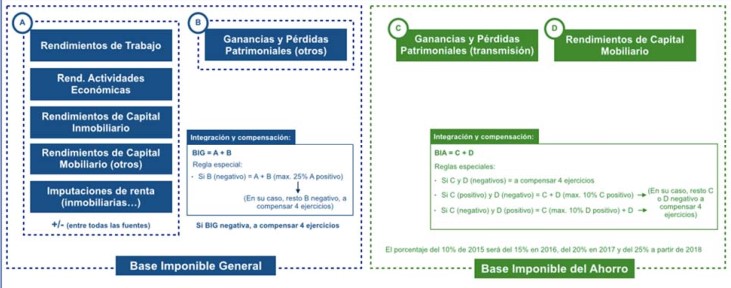 A
Rendimientos de Trabajo
Rend. Actividades
Económicas
Rendimientos de Capital
Inmobiliario
Rendimientos de Capital
Mobiliario (otros)
Imputaciones de renta
(inmobiliarias...)
+/- (entre todas las fuentes)
B
Ganancias y Pérdidas
Patrimoniales (otros)
Integración y compensación:
BIG = A + B
Regla especial:
- Si B (negativo) = A + B (max. 25% A positivo)
(En su caso, resto B negativo, a
compensar 4 ejercicios)
Si BIG negativa, a compensar 4 ejercicios
Base Imponible General
C
Ganancias y Pérdidas
Patrimoniales (transmisión)
D
Rendimientos de Capital
Mobiliario
Integración y compensación:
BIA = C + D
Reglas especiales:
- Si C y D (negativos) = a compensar 4 ejercicios
- Si C (positivo) y D (negativo) = C + D (max. 10% C positivo)
- Si C (negativo) y D (positivo) = C (max. 10% D positivo) + D
(En su caso, resto C
o D negativo a
compensar 4
ejercicios)
El porcentaje del 10% de 2015 será del 15% en 2016, del 20% en 2017 y del 25% a partir de 2018
Base Imponible del Ahorro